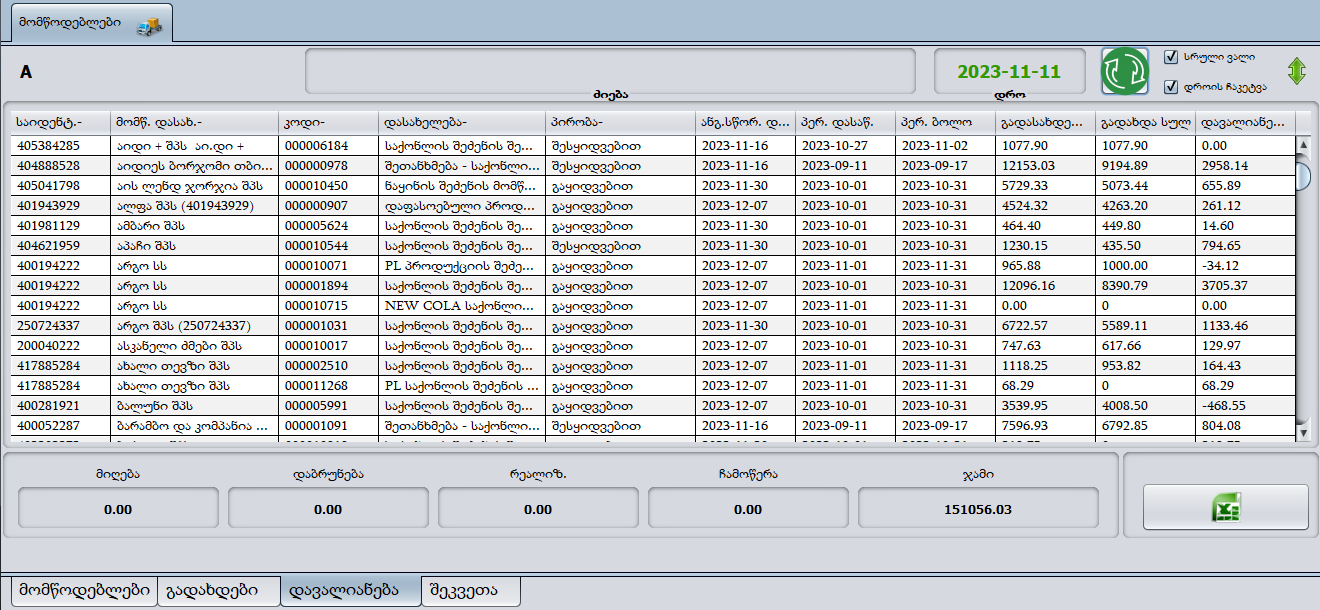 მომწოდებლები
A
ძიება
2023-11-11
დრო
სრული ვალი
დროის ჩაკეტვა
საიდენტ.- მომწ. დასახ.- კოდი- დასახელება- პირობა- ანგ.სწორ. დ... პერ. დასაწ. პერ. ბოლო გადასახდე... გადახდა სულ დავალიანე...
405384285 აიდი + შპს აი.დი + 000006184 საქონლის შეძენის შე... შესყიდვებით 2023-11-16 2023-10-27 2023-11-02 1077.90 1077.90 0.00
404888528 აიდიეს ბორჯომი თბი... 000000978 შეთანხმება - საქონლი... შესყიდვებით 2023-11-16 2023-09-11 2023-09-17 12153.03 9194.89 2958.14
405041798 აის ლენდ ჯორჯია შპს 000010450 ნაყინის შეძენის მომწ... გაყიდვებით 2023-11-30 2023-10-01 2023-10-31 5729.33 5073.44 655.89
401943929 ალფა შპს (401943929) 000000907 დაფასოებული პროდ... გაყიდვებით 2023-12-07 2023-10-01 2023-10-31 4524.32 4263.20 261.12
401981129 ამბარი შპს 000005624 საქონლის შეძენის შე... გაყიდვებით 2023-11-30 2023-10-01 2023-10-31 464.40 449.80 14.60
404621959 აპაჩი შპს 000010544 საქონლის შეძენის შე... შესყიდვებით 2023-11-30 2023-10-01 2023-10-31 1230.15 435.50 794.65
400194222 არგო სს 000010071 PL პროდუქციის შეძე... გაყიდვებით 2023-12-07 2023-11-01 2023-11-31 965.88 1000.00 -34.12
400194222 არგო სს 000001894 საქონლის შეძენის შე... გაყიდვებით 2023-12-07 2023-10-01 2023-10-31 12096.16 8390.79 3705.37
400194222 არგო სს 000010715 NEW COLA საქონლი... გაყიდვებით 2023-12-07 2023-11-01 2023-11-31 0.00 0 0.00
250724337 არგო შპს (250724337) 000001031 საქონლის შეძენის შე... გაყიდვებით 2023-11-30 2023-10-01 2023-10-31 6722.57 5589.11 1133.46
200040222 ასკანელი ძმები შპს 000010017 საქონლის შეძენის შე... გაყიდვებით 2023-12-07 2023-10-01 2023-10-31 747.63 617.66 129.97
417885284 ახალი თევზი შპს 000002510 საქონლის შეძენის შე... გაყიდვებით 2023-12-07 2023-11-01 2023-11-31 1118.25 953.82 164.43
417885284 ახალი თევზი შპს 000011268 PL საქონლის შეძენის ... გაყიდვებით 2023-12-07 2023-11-01 2023-11-31 68.29 0 68.29
400281921 ბალუნი შპს 000005991 საქონლის შეძენის შე... გაყიდვებით 2023-12-07 2023-10-01 2023-10-31 3539.95 4008.50 -468.55
400052287 ბარამბო და კომპანია ... 000001091 შეთანხმება - საქონლი... შესყიდვებით 2023-11-16 2023-09-11 2023-09-17 7596.93 6792.85 804.08
მიღება დაბრუნება რეალიზ. ჩამოწერა ჯამი
0.00 0.00 0.00 0.00 151056.03
მომწოდებლები გადახდები დავალიანება შეკვეთა